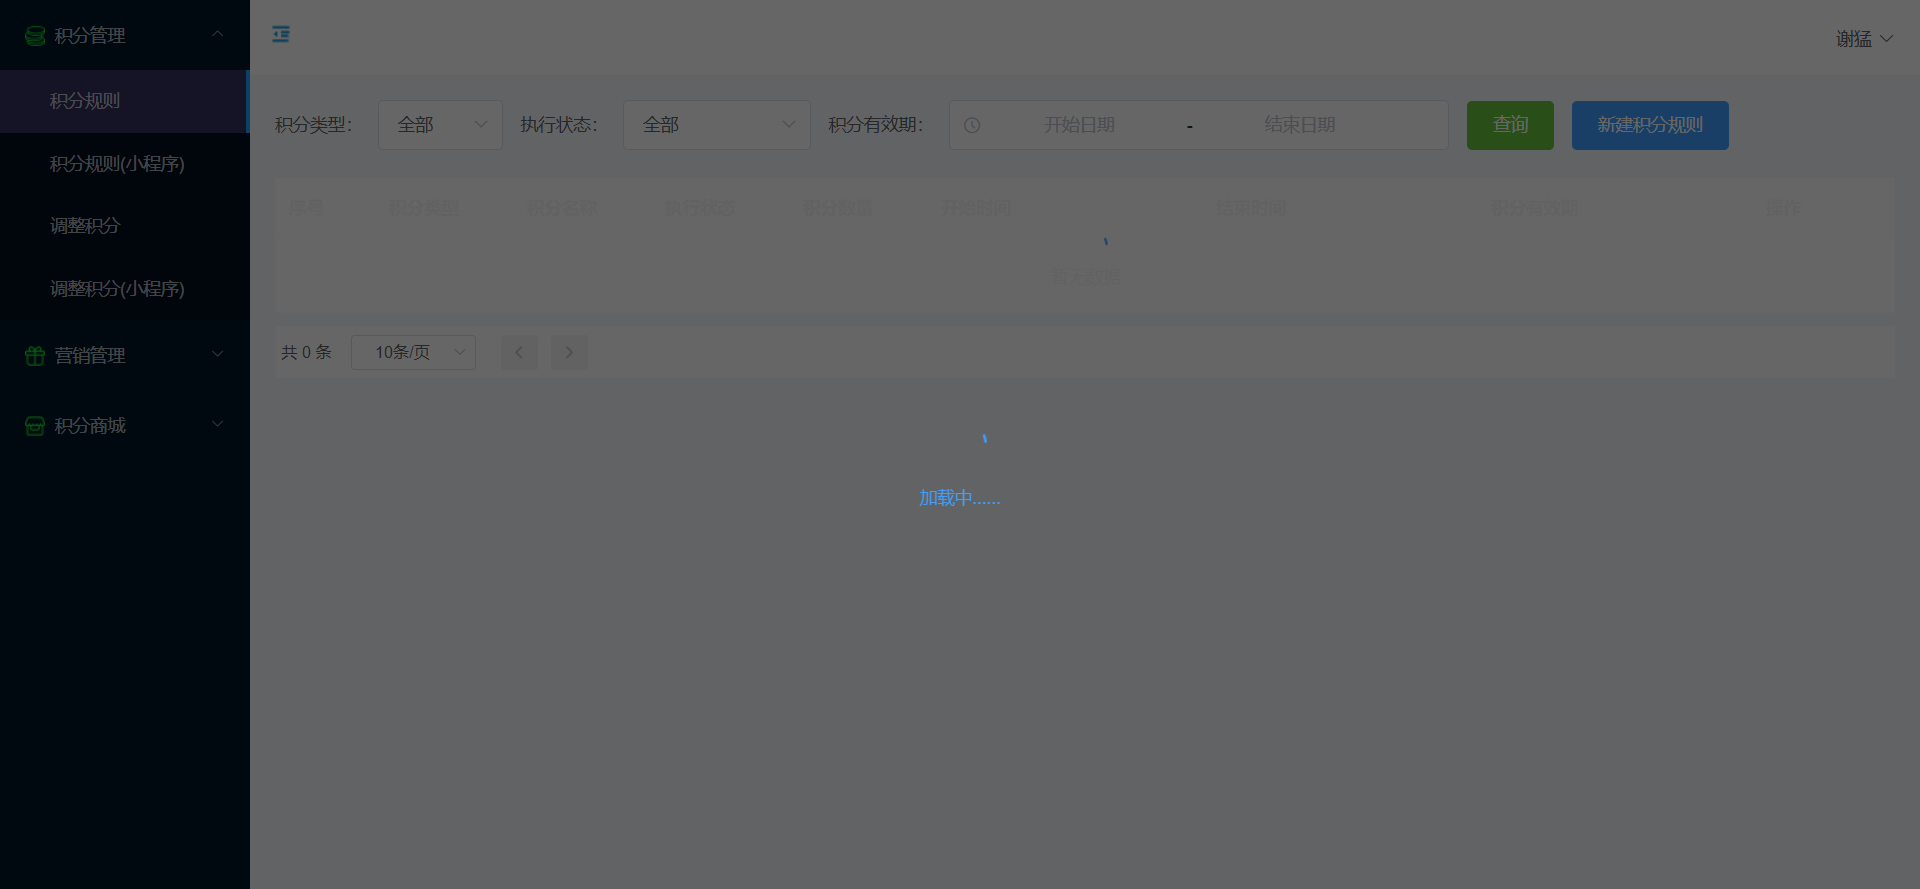 积分管理
积分规则
积分规则(小程序)
调整积分
调整积分(小程序)
营销管理
积分商城
谢猛
积分类型： 全部 执行状态： 全部 积分有效期： 开始日期 - 结束日期 查询 新建积分规则
序号 积分类型 积分名称 执行状态 积分数量 开始时间 结束时间 积分有效期 操作
暂无数据
共 0 条 10条/页
加载中......